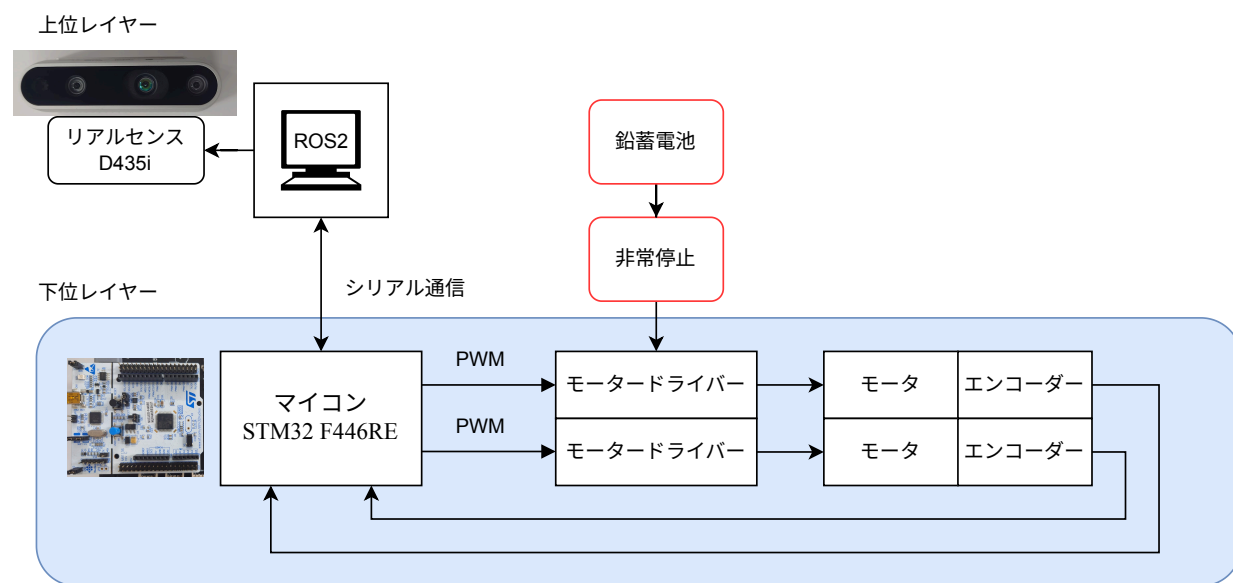 上位レイヤー
リアルセンス
D435i
ROS2
鉛蓄電池
非常停止
シリアル通信
下位レイヤー
マイコン
STM32 F446RE
PWM
PWM
モータードライバー
モータ
エンコーダー
モータードライバー
モータ
エンコーダー